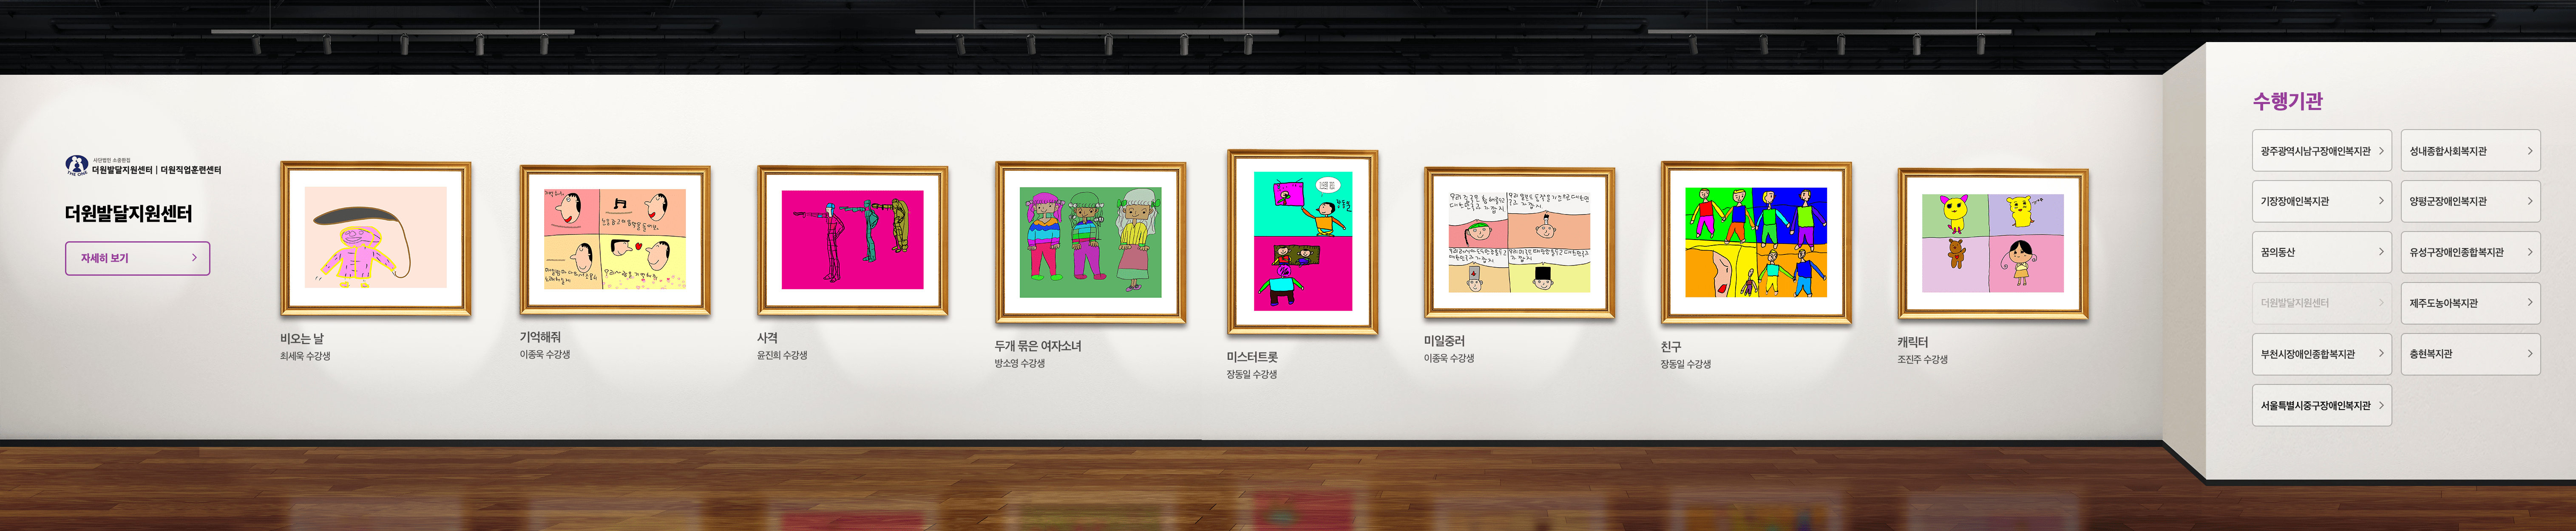 사단법인 소중한집
더원발달지원센터 | 더원직업훈련센터
THE ONE
더원발달지원센터
자세히 보기
비오는 날
최세욱 수강생
기억해줘
이종욱 수강생
사격
윤진희 수강생
두개 묶은 여자소녀
방소영 수강생
미스터트롯
장동일 수강생
미일중러
이종욱 수강생
친구
장동일 수강생
캐릭터
조진주 수강생
수행기관
광주광역시남구장애인복지관
성내종합사회복지관
기장장애인복지관
양평군장애인복지관
꿈의동산
유성구장애인종합복지관
더원발달지원센터
제주도농아복지관
부천시장애인종합복지관
충현복지관
서울특별시중구장애인복지관